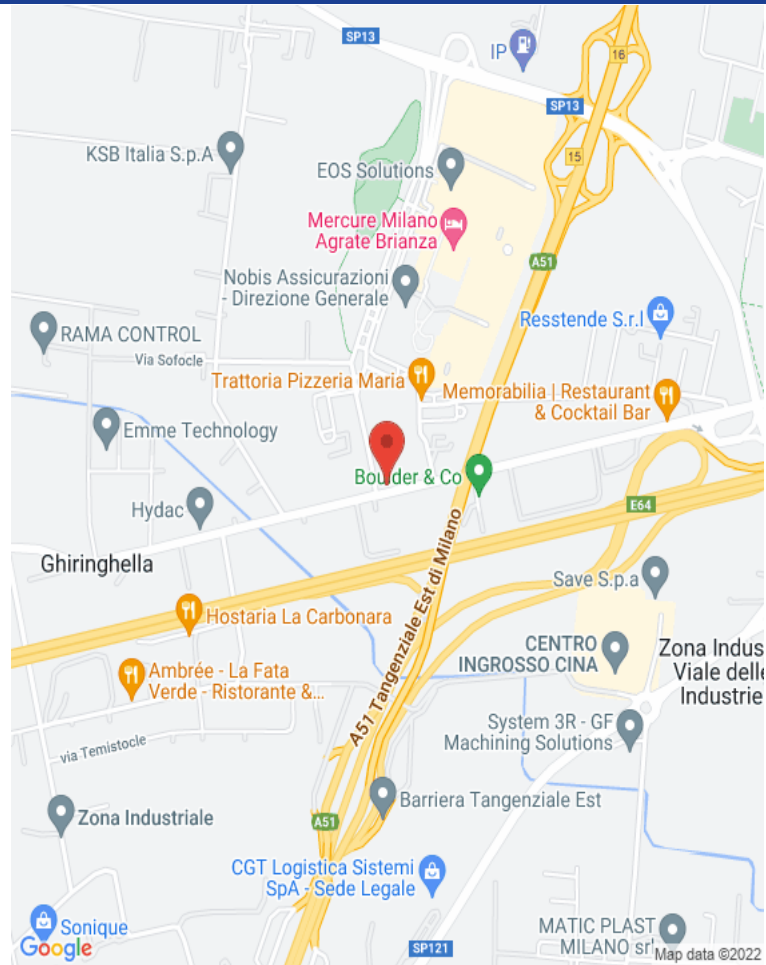 SP13
IP
16
SP13
KSB Italia S.p.A
15
EOS Solutions
Mercure Milano
Agrate Brianza
A51
Nobis Assicurazioni
- Direzione Generale
Resstende S.r.l
RAMA CONTROL
Via Sofocle
Trattoria Pizzeria Maria
Memorabilia | Restaurant
& Cocktail Bar
Emme Technology
Boulder & Co
Hydac
E64
Ghiringhella
A51 Tangenziale Est di Milano
Save S.p.a
Hostaria La Carbonara
CENTRO
INGROSSO CINA
Zona Indus
Viale delle
Industrie
Ambrée - La Fata
Verde - Ristorante &...
System 3R - GF
Machining Solutions
via Temistocle
Barriera Tangenziale Est
Zona Industriale
A51
CGT Logistica Sistemi
SpA - Sede Legale
Sonique
Google
SP121
MATIC PLAST
MILANO srl
Map data ©2022